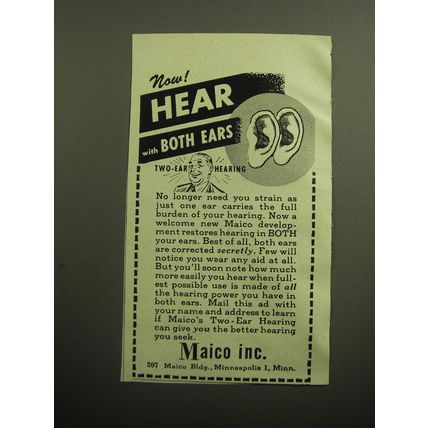 Now!
HEAR
with BOTH EARS
TWO-EAR HEARING
No longer need you strain as
just one ear carries the full
burden of your hearing. Now a
welcome new Maico develop-
ment restores hearing in BOTH
your ears. Best of all, both ears
are corrected secretly. Few will
notice you wear any aid at all.
But you'll soon note how much
more easily you hear when full-
est possible use is made of all
the hearing power you have in
both ears. Mail this ad with
your name and address to learn
if Maico's Two-Ear Hearing
can give you the better hearing
you seek.
Maico inc.
207 Maico Bldg., Minneapolis 1, Minn.